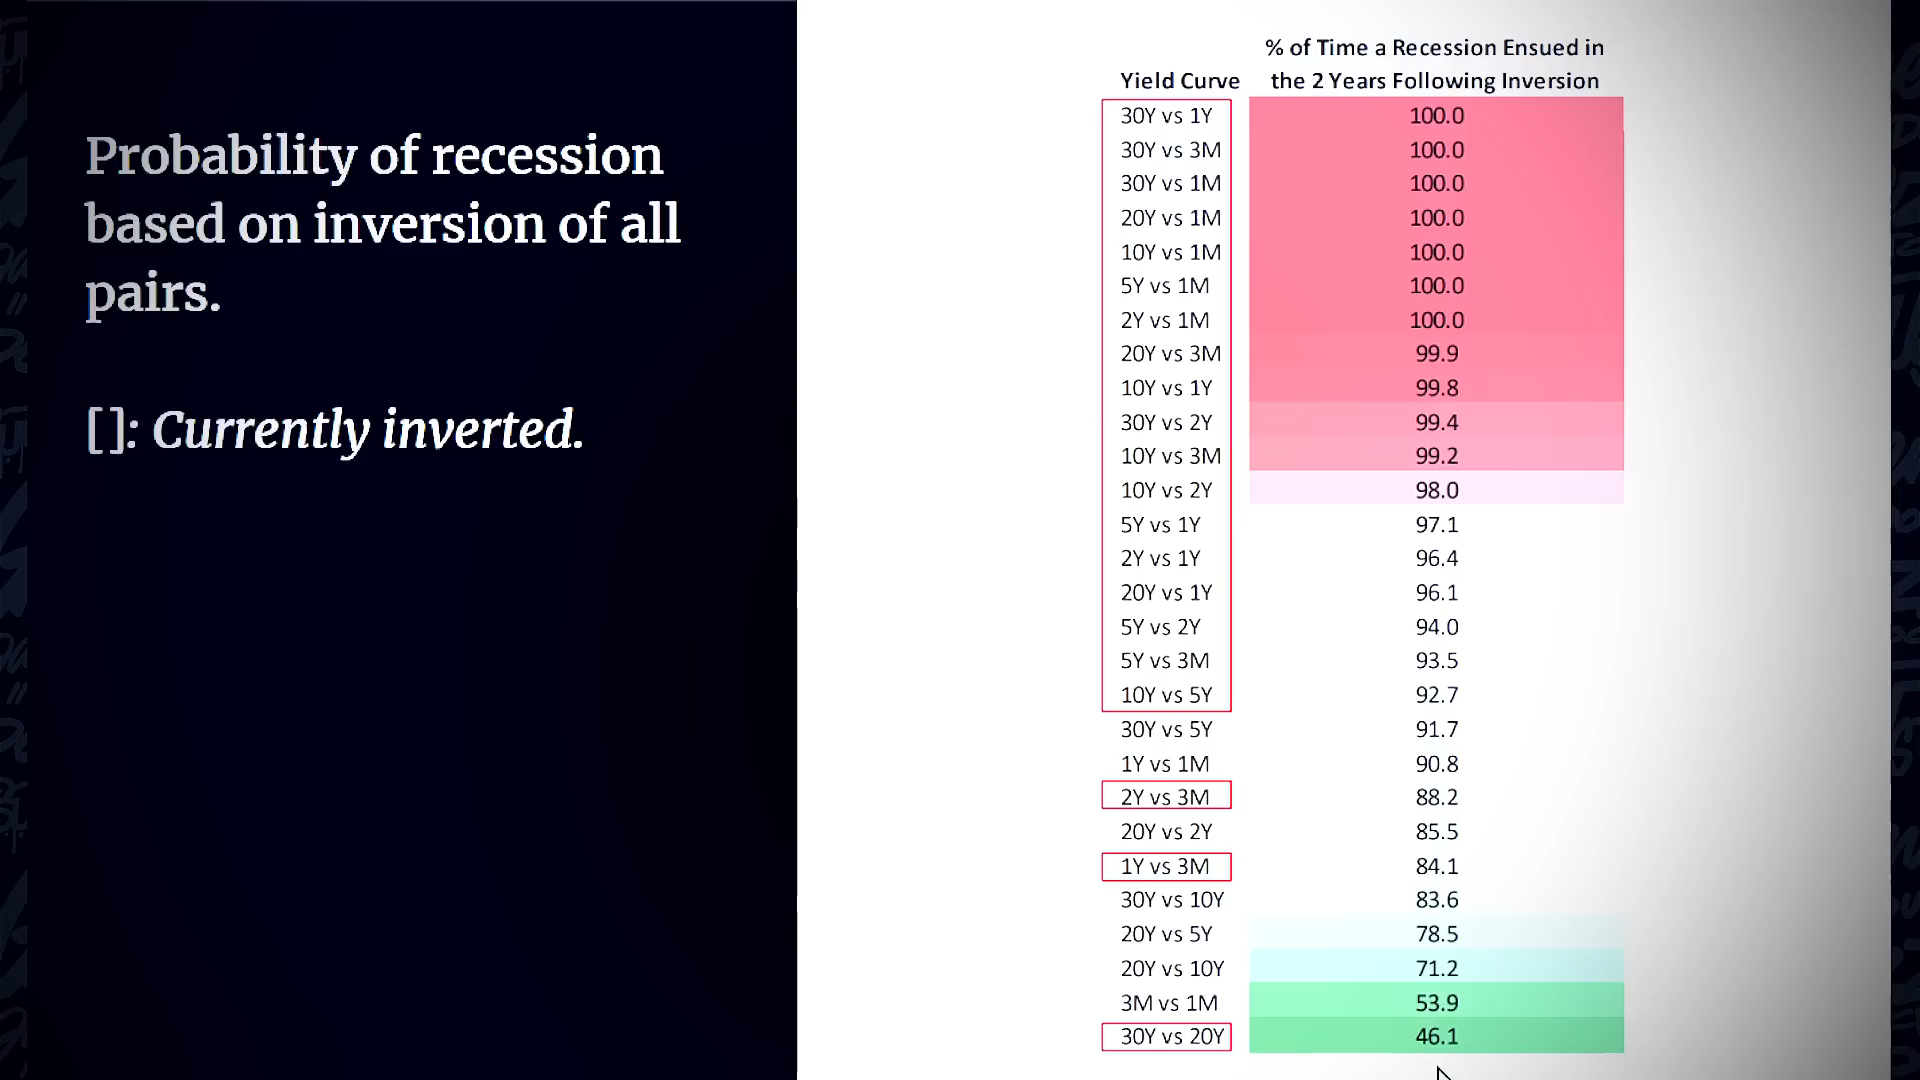 Probability of recession
based on inversion of all
pairs.
[]: Currently inverted.
% of Time a Recession Ensued in
Yield Curve the 2 Years Following Inversion
30Y vs 1Y 100.0
30Y vs 3M 100.0
30Y vs 1M 100.0
20Y vs 1M 100.0
10Y vs 1M 100.0
5Y vs 1M 100.0
2Y vs 1M 100.0
20Y vs 3M 99.9
10Y vs 1Y 99.8
30Y vs 2Y 99.4
10Y vs 3M 99.2
10Y vs 2Y 98.0
5Y vs 1Y 97.1
2Y vs 1Y 96.4
20Y vs 1Y 96.1
5Y vs 2Y 94.0
5Y vs 3M 93.5
10Y vs 5Y 92.7
30Y vs 5Y 91.7
1Y vs 1M 90.8
2Y vs 3M 88.2
20Y vs 2Y 85.5
1Y vs 3M 84.1
30Y vs 10Y 83.6
20Y vs 5Y 78.5
20Y vs 10Y 71.2
3M vs 1M 53.9
30Y vs 20Y 46.1